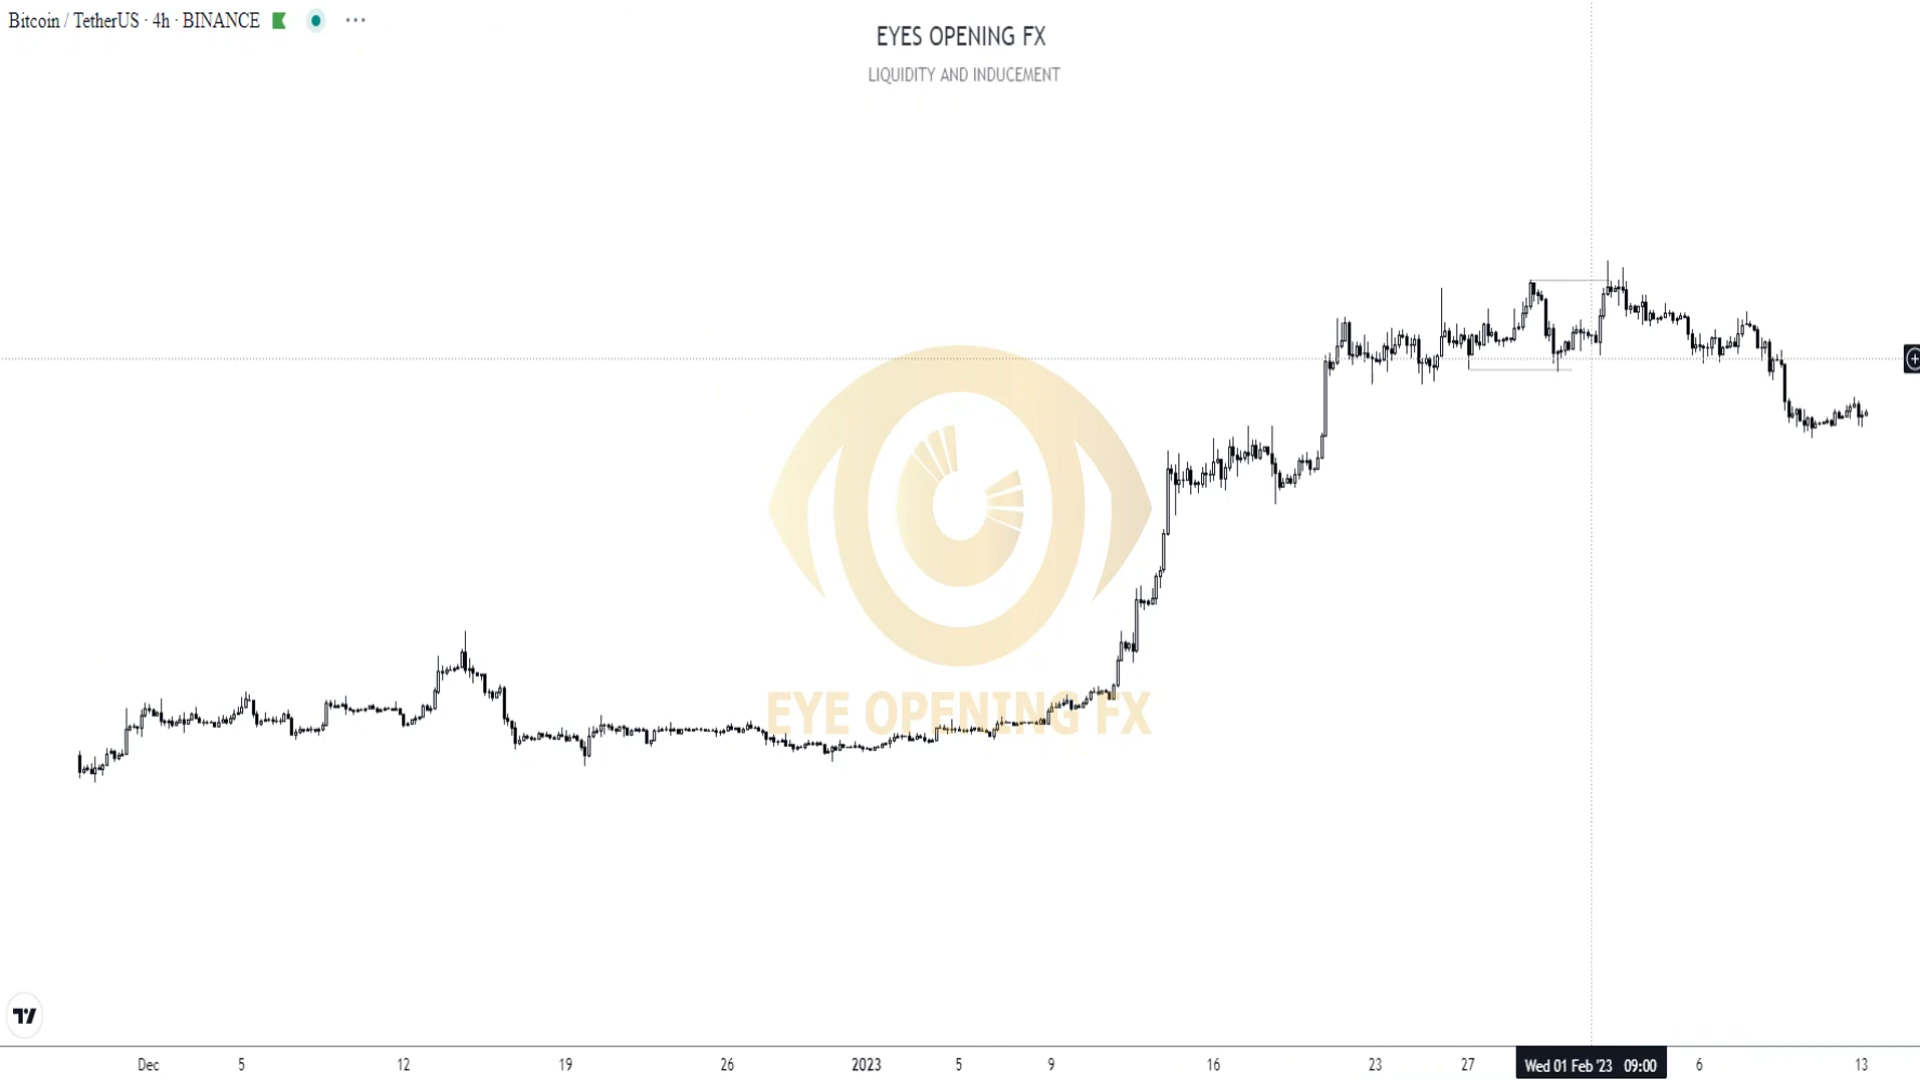 Bitcoin / TetherUS · 4h · BINANCE
EYES OPENING FX
LIQUIDITY AND INDUCEMENT
EYE OPENING FX
Dec 5 12 19 26 2023 5 9 16 23 27 Wed 01 Feb '23 09:00 6 13